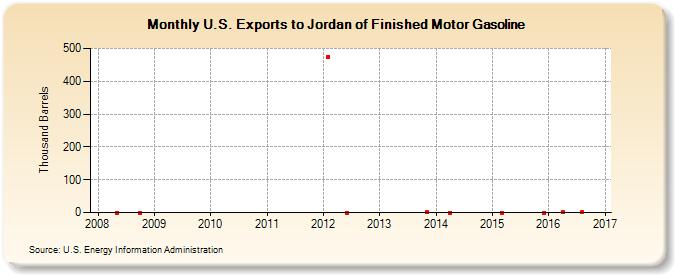 Monthly U.S. Exports to Jordan of Finished Motor Gasoline
Thousand Barrels
500
400
300
200
100
0
2008 2009 2010 2011 2012 2013 2014 2015 2016 2017
Source: U.S. Energy Information Administration